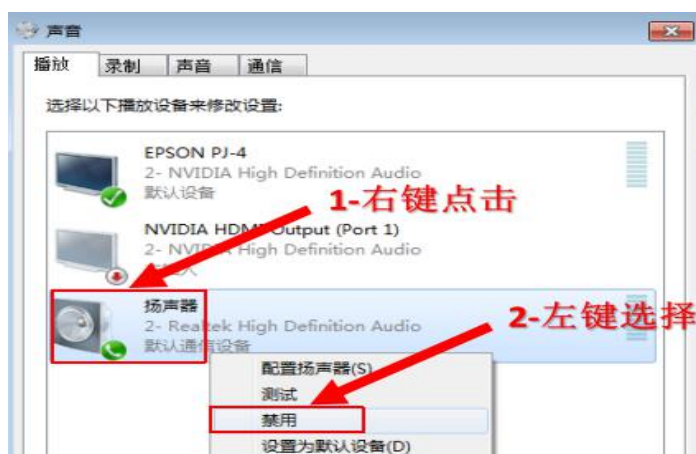 声音
播放 录制 声音 通信
选择以下播放设备来修改设置:
EPSON PJ-4
2- NVIDIA High Definition Audio
默认设备
1-右键点击
NVIDIA HDMI Output (Port 1)
2- NVIDIA High Definition Audio
扬声器
2- Realtek High Definition Audio
默认通信设备
2-左键选择
配置扬声器(S)
测试
禁用
设置为默认设备(D)